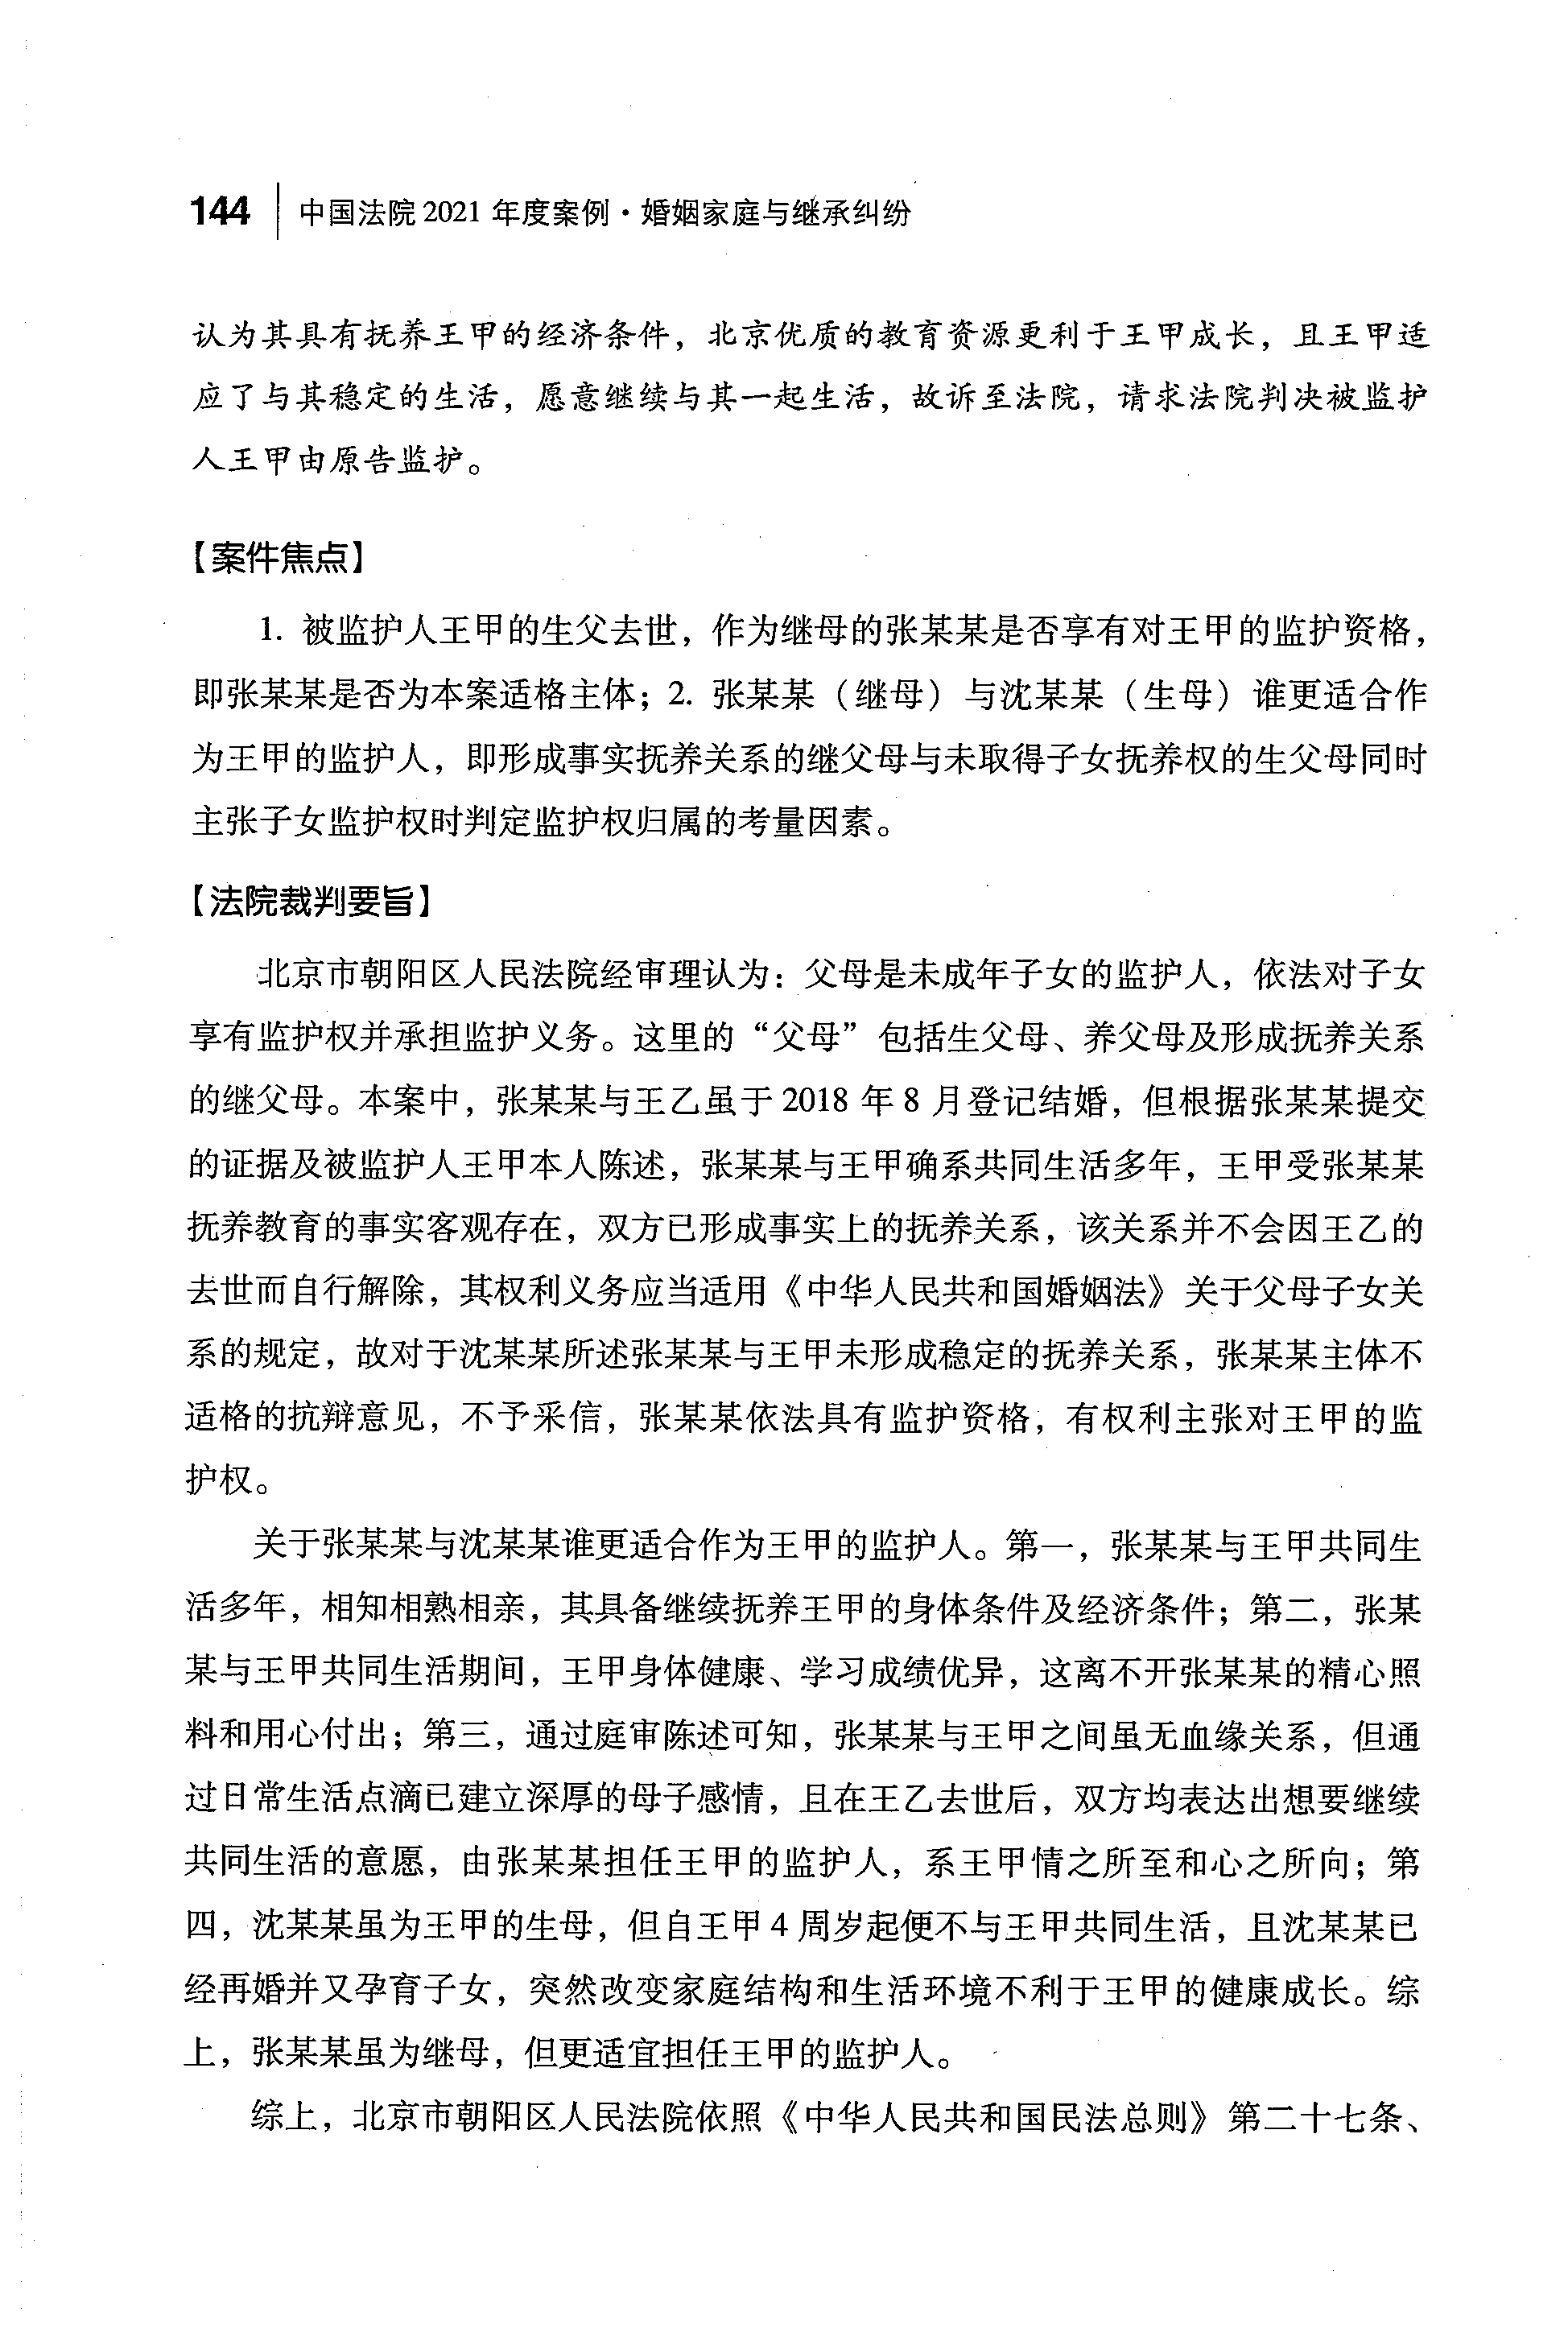 144 中国法院 2021 年度案例·婚姻家庭与继承纠纷
认为其具有抚养王甲的经济条件，北京优质的教育资源更利于王甲成长，且王甲适
应了与其稳定的生活，愿意继续与其一起生活，故诉至法院，请求法院判决被监护
人王甲由原告监护。
【案件焦点】
1. 被监护人王甲的生父去世，作为继母的张某某是否享有对王甲的监护资格，
即张某某是否为本案适格主体；2. 张某某（继母）与沈某某（生母）谁更适合作
为王甲的监护人，即形成事实抚养关系的继父母与未取得子女抚养权的生父母同时
主张子女监护权时判定监护权归属的考量因素。
【法院裁判要旨】
北京市朝阳区人民法院经审理认为：父母是未成年子女的监护人，依法对子女
享有监护权并承担监护义务。这里的“父母”包括生父母、养父母及形成抚养关系
的继父母。本案中，张某某与王乙虽于 2018 年 8 月登记结婚，但根据张某某提交
的证据及被监护人王甲本人陈述，张某某与王甲确系共同生活多年，王甲受张某某
抚养教育的事实客观存在，双方已形成事实上的抚养关系，该关系并不会因王乙的
去世而自行解除，其权利义务应当适用《中华人民共和国婚姻法》关于父母子女关
系的规定，故对于沈某某所述张某某与王甲未形成稳定的抚养关系，张某某主体不
适格的抗辩意见，不予采信，张某某依法具有监护资格，有权利主张对王甲的监
护权。
关于张某某与沈某某谁更适合作为王甲的监护人。第一，张某某与王甲共同生
活多年，相知相熟相亲，其具备继续抚养王甲的身体条件及经济条件；第二，张某
某与王甲共同生活期间，王甲身体健康、学习成绩优异，这离不开张某某的精心照
料和用心付出；第三，通过庭审陈述可知，张某某与王甲之间虽无血缘关系，但通
过日常生活点滴已建立深厚的母子感情，且在王乙去世后，双方均表达出想要继续
共同生活的意愿，由张某某担任王甲的监护人，系王甲情之所至和心之所向；第
四，沈某某虽为王甲的生母，但自王甲 4 周岁起便不与王甲共同生活，且沈某某已
经再婚并又孕育子女，突然改变家庭结构和生活环境不利于王甲的健康成长。综
上，张某某虽为继母，但更适宜担任王甲的监护人。
综上，北京市朝阳区人民法院依照《中华人民共和国民法总则》第二十七条、